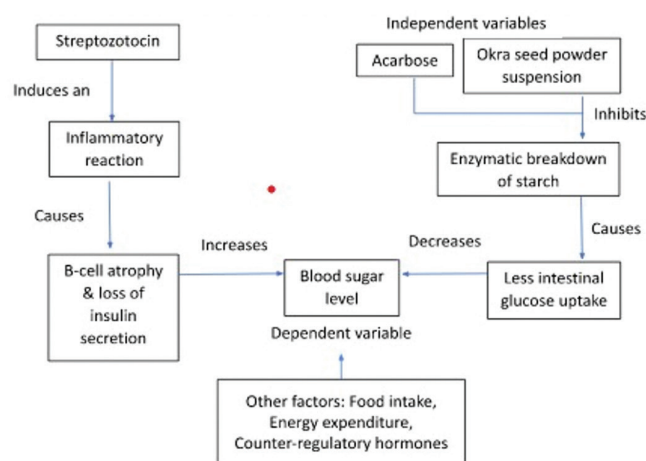 Independent variables
Streptozotocin
Acarbose
Okra seed powder
suspension
Induces an
Inhibits
Inflammatory
reaction
Enzymatic breakdown
of starch
Causes
Causes
Increases
Decreases
B-cell atrophy
& loss of
insulin
secretion
Blood sugar
level
Less intestinal
glucose uptake
Dependent variable
Other factors: Food intake,
Energy expenditure,
Counter-regulatory hormones